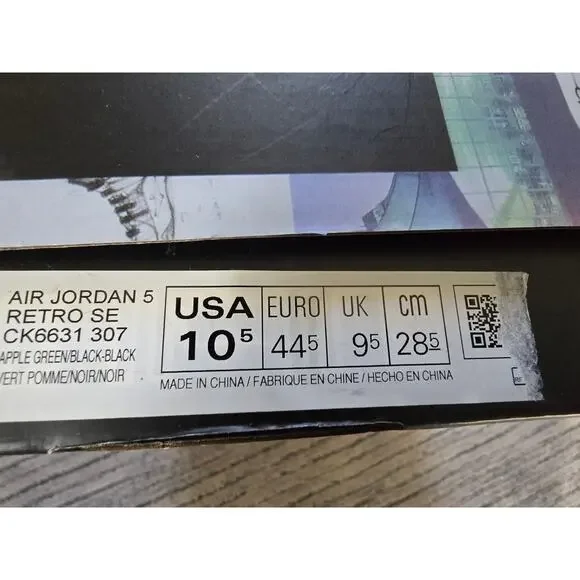 AIR JORDAN 5
RETRO SE
CK6631 307
APPLE GREEN/BLACK-BLACK
VERT POMME/NOIR/NOIR
USA EURO UK cm
10⁵ 44⁵ 9⁵ 28⁵
MADE IN CHINA / FABRIQUE EN CHINE / HECHO EN CHINA